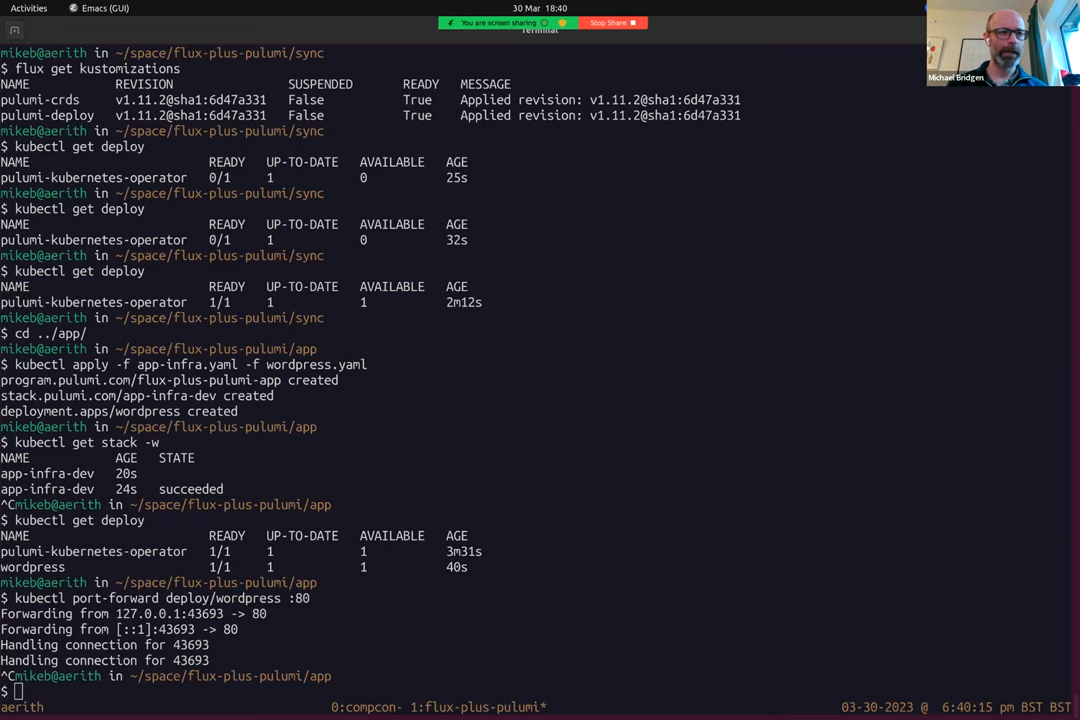 Activities Emacs (GUI) 30 Mar 18:40
You are screen sharing Stop Share
Terminal
Michael Bridgen
mikeb@aerith in ~/space/flux-plus-pulumi/sync
$ flux get kustomizations
NAME REVISION SUSPENDED READY MESSAGE
pulumi-crds v1.11.2@sha1:6d47a331 False True Applied revision: v1.11.2@sha1:6d47a331
pulumi-deploy v1.11.2@sha1:6d47a331 False True Applied revision: v1.11.2@sha1:6d47a331
mikeb@aerith in ~/space/flux-plus-pulumi/sync
$ kubectl get deploy
NAME READY UP-TO-DATE AVAILABLE AGE
pulumi-kubernetes-operator 0/1 1 0 25s
mikeb@aerith in ~/space/flux-plus-pulumi/sync
$ kubectl get deploy
NAME READY UP-TO-DATE AVAILABLE AGE
pulumi-kubernetes-operator 0/1 1 0 32s
mikeb@aerith in ~/space/flux-plus-pulumi/sync
$ kubectl get deploy
NAME READY UP-TO-DATE AVAILABLE AGE
pulumi-kubernetes-operator 1/1 1 1 2m12s
mikeb@aerith in ~/space/flux-plus-pulumi/sync
$ cd ../app/
mikeb@aerith in ~/space/flux-plus-pulumi/app
$ kubectl apply -f app-infra.yaml -f wordpress.yaml
program.pulumi.com/flux-plus-pulumi-app created
stack.pulumi.com/app-infra-dev created
deployment.apps/wordpress created
mikeb@aerith in ~/space/flux-plus-pulumi/app
$ kubectl get stack -w
NAME AGE STATE
app-infra-dev 20s
app-infra-dev 24s succeeded
^Cmikeb@aerith in ~/space/flux-plus-pulumi/app
$ kubectl get deploy
NAME READY UP-TO-DATE AVAILABLE AGE
pulumi-kubernetes-operator 1/1 1 1 3m31s
wordpress 1/1 1 1 40s
mikeb@aerith in ~/space/flux-plus-pulumi/app
$ kubectl port-forward deploy/wordpress :80
Forwarding from 127.0.0.1:43693 -> 80
Forwarding from [::1]:43693 -> 80
Handling connection for 43693
Handling connection for 43693
^Cmikeb@aerith in ~/space/flux-plus-pulumi/app
$
aerith 0:compcon- 1:flux-plus-pulumi* 03-30-2023 @ 6:40:15 pm BST BST